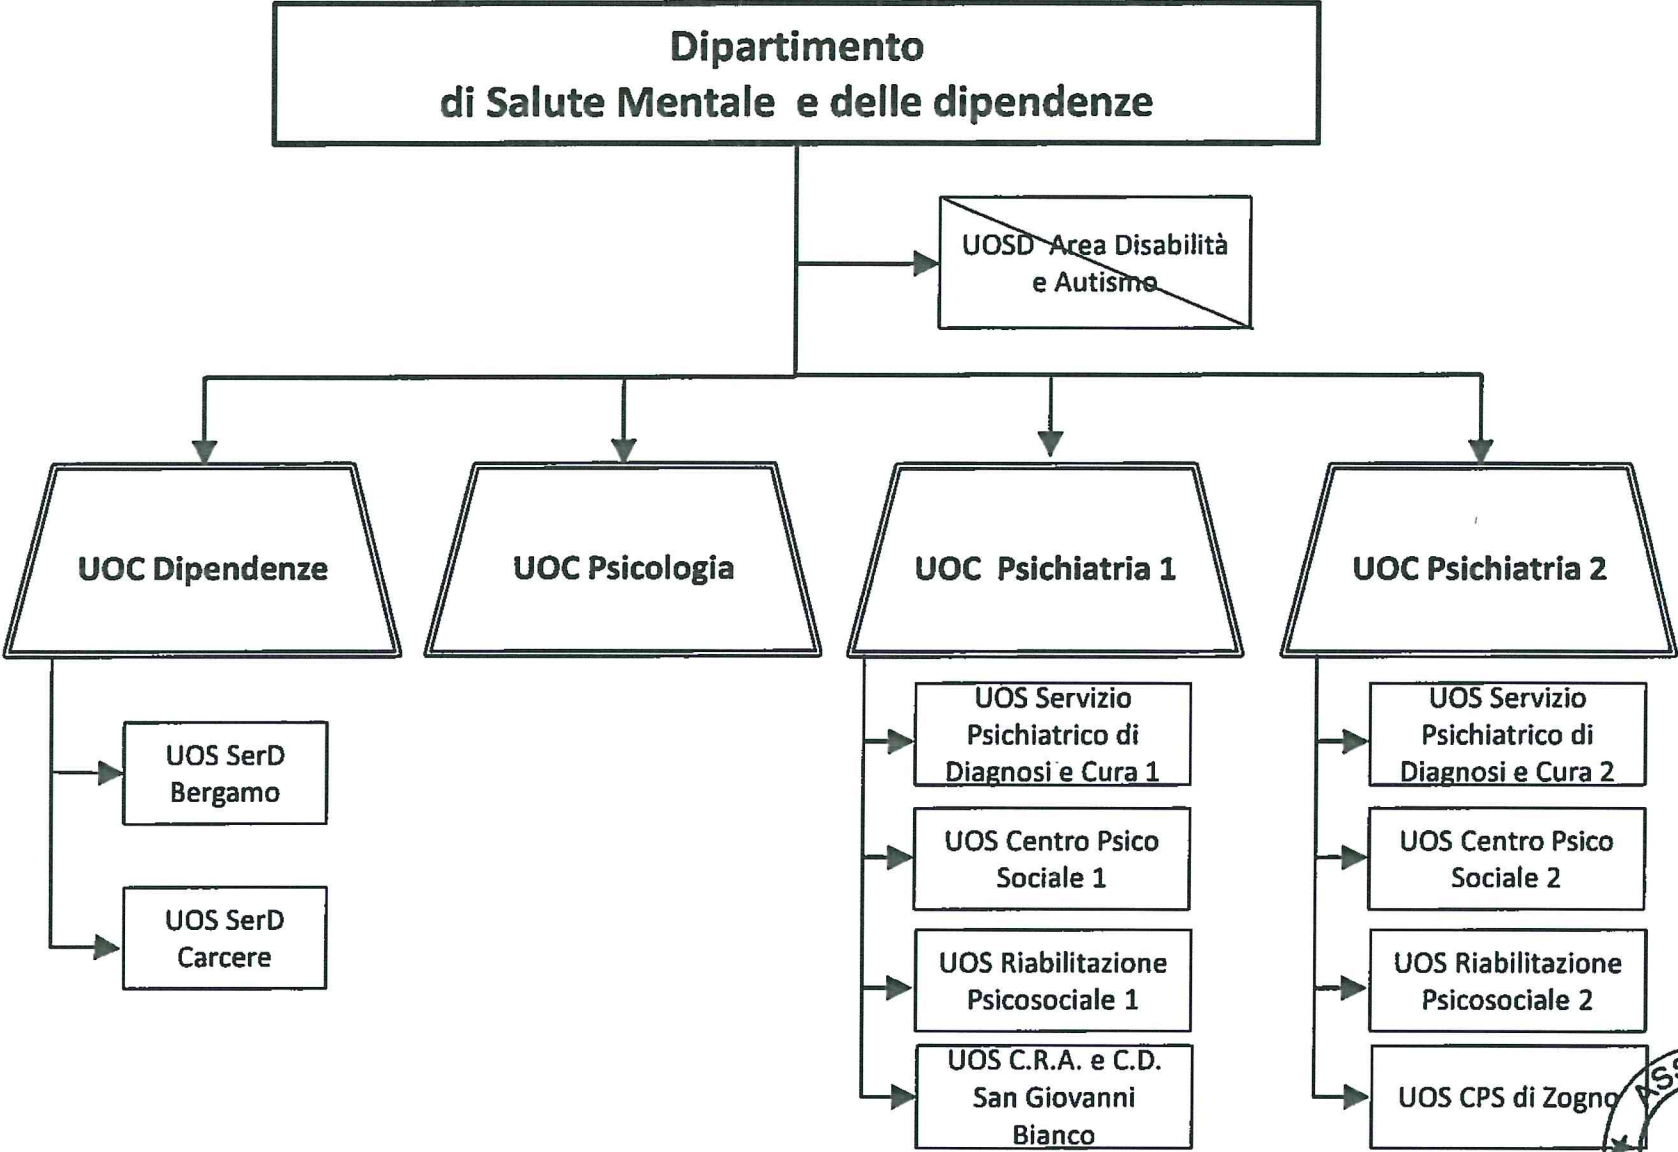 Dipartimento
di Salute Mentale e delle dipendenze
UOSD Area Disabilità
e Autismo
UOC Dipendenze
UOC Psicologia
UOC Psichiatria 1
UOC Psichiatria 2
UOS SerD
Bergamo
UOS SerD
Carcere
UOS Servizio
Psichiatrico di
Diagnosi e Cura 1
UOS Centro Psico
Sociale 1
UOS Riabilitazione
Psicosociale 1
UOS C.R.A. e C.D.
San Giovanni
Bianco
UOS Servizio
Psichiatrico di
Diagnosi e Cura 2
UOS Centro Psico
Sociale 2
UOS Riabilitazione
Psicosociale 2
UOS CPS di Zogno